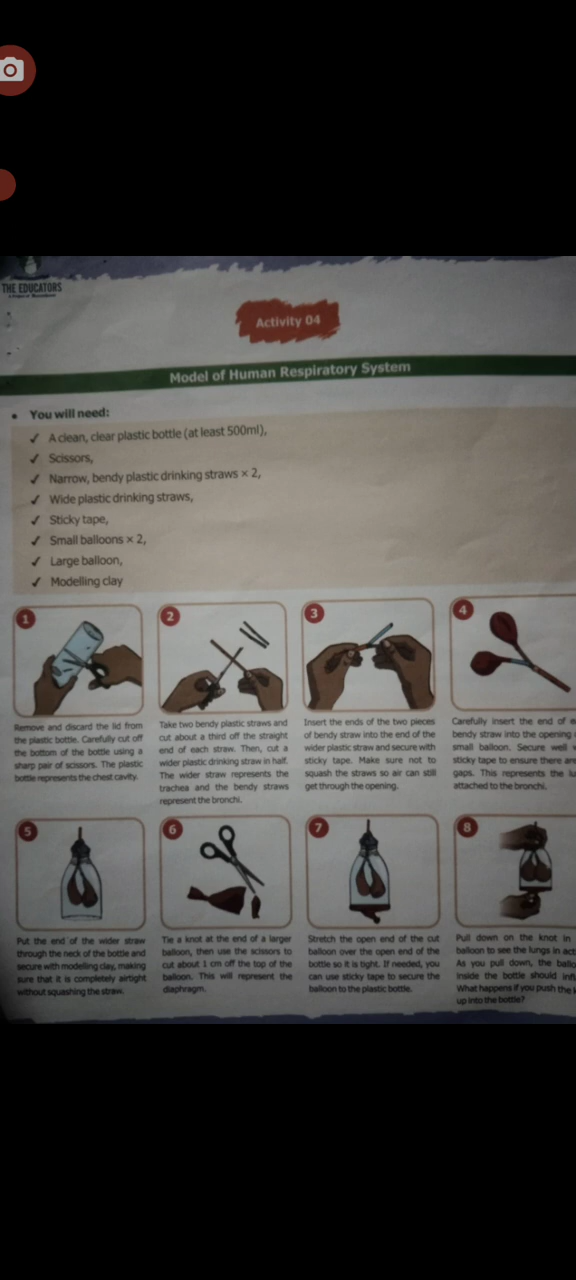 THE EDUCATORS
Activity 04
Model of Human Respiratory System
• You will need:
✓ A clean, clear plastic bottle (at least 500ml),
✓ Scissors,
✓ Narrow, bendy plastic drinking straws × 2,
✓ Wide plastic drinking straws,
✓ Sticky tape,
✓ Small balloons × 2,
✓ Large balloon,
✓ Modelling clay
1
Remove and discard the lid from
the plastic bottle. Carefully cut off
the bottom of the bottle using a
sharp pair of scissors. The plastic
bottle represents the chest cavity.
2
Take two bendy plastic straws and
cut about a third off the straight
end of each straw. Then, cut a
wider plastic drinking straw in half.
The wider straw represents the
trachea and the bendy straws
represent the bronchi.
3
Insert the ends of the two pieces
of bendy straw into the end of the
wider plastic straw and secure with
sticky tape. Make sure not to
squash the straws so air can still
get through the opening.
4
Carefully insert the end of
bendy straw into the opening
small balloon. Secure well
sticky tape to ensure there are
gaps. This represents the
attached to the bronchi.
5
Put the end of the wider straw
through the neck of the bottle and
secure with modelling clay, making
sure that it is completely airtight
without squashing the straw.
6
Tie a knot at the end of a larger
balloon, then use the scissors to
cut about 1 cm off the top of the
balloon. This will represent the
diaphragm.
7
Stretch the open end of the cut
balloon over the open end of the
bottle so it is tight. If needed, you
can use sticky tape to secure the
balloon to the plastic bottle.
8
Pull down on the knot in
balloon to see the lungs in
As you pull down, the
inside the bottle should
What happens if you push the
up into the bottle?